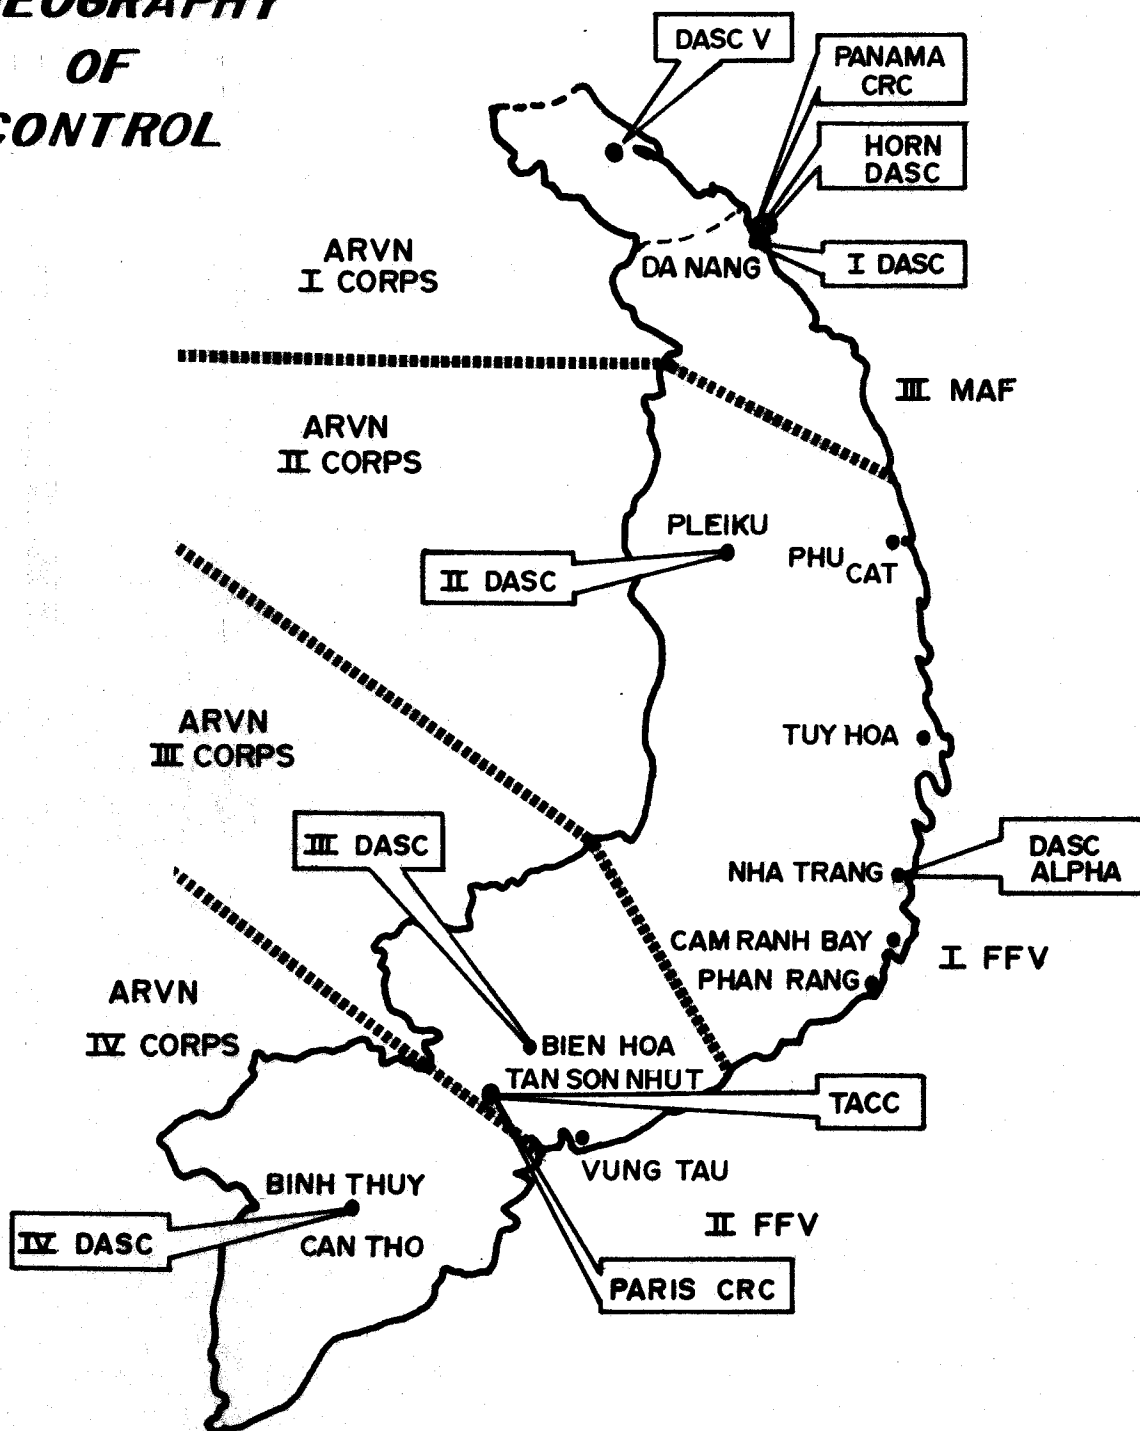 OF
DASC V
PANAMA
CRC
HORN
DASC
ARVN
I CORPS
DA NANG
I DASC
III MAF
ARVN
II CORPS
PLEIKU
II DASC
PHU
CAT
ARVN
III CORPS
TUY HOA
III DASC
NHA TRANG
DASC
ALPHA
CAM RANH BAY
I FFV
PHAN RANG
ARVN
IV CORPS
BIEN HOA
TAN SON NHUT
TACC
VUNG TAU
BINH THUY
II FFV
IV DASC
CAN THO
PARIS CRC